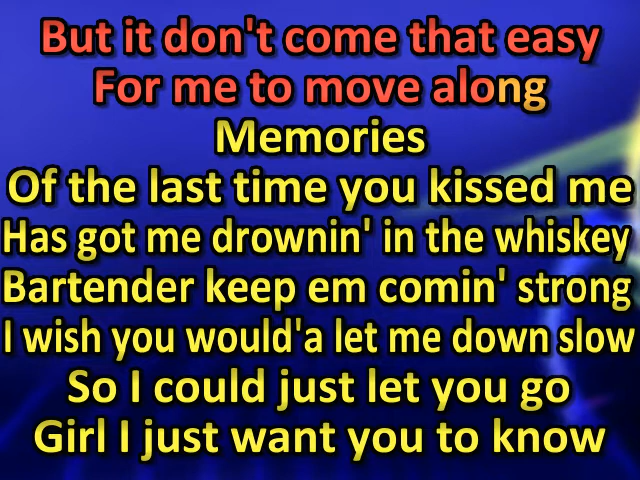 But it don't come that easy
For me to move along
Memories
Of the last time you kissed me
Has got me drownin' in the whiskey
Bartender keep em comin' strong
I wish you would'a let me down slow
So I could just let you go
Girl I just want you to know